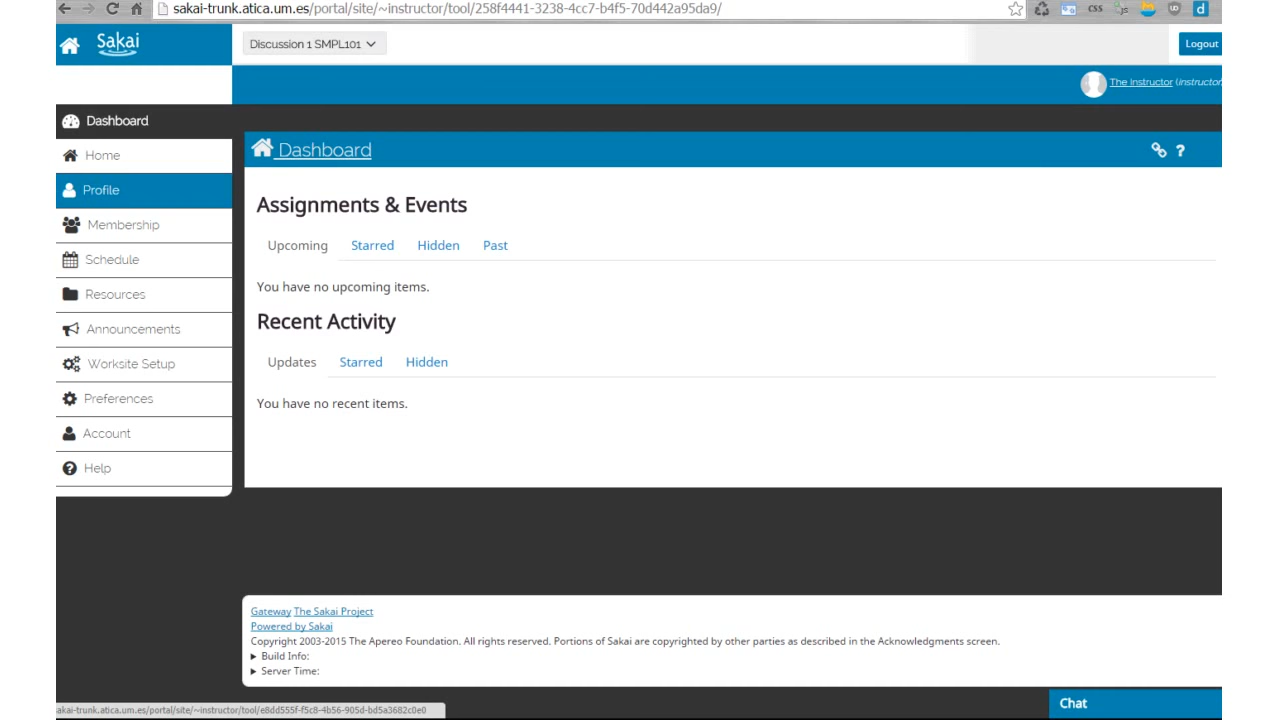 sakai-trunk.atica.um.es/portal/site/~instructor/tool/258f4441-3238-4cc7-b4f5-70d442a95da9/
css
js
d
Sakai
Discussion 1 SMPL101
Logout
The Instructor (instructor
Dashboard
Home
Profile
Membership
Schedule
Resources
Announcements
Worksite Setup
Preferences
Account
Help
Dashboard
?
Assignments & Events
Upcoming Starred Hidden Past
You have no upcoming items.
Recent Activity
Updates Starred Hidden
You have no recent items.
Gateway The Sakai Project
Powered by Sakai
Copyright 2003-2015 The Apereo Foundation. All rights reserved. Portions of Sakai are copyrighted by other parties as described in the Acknowledgments screen.
Build Info:
Server Time:
akai-trunk.atica.um.es/portal/site/~instructor/tool/e8dd555f-f5c8-4b56-905d-bd5a3682c0e0
Chat